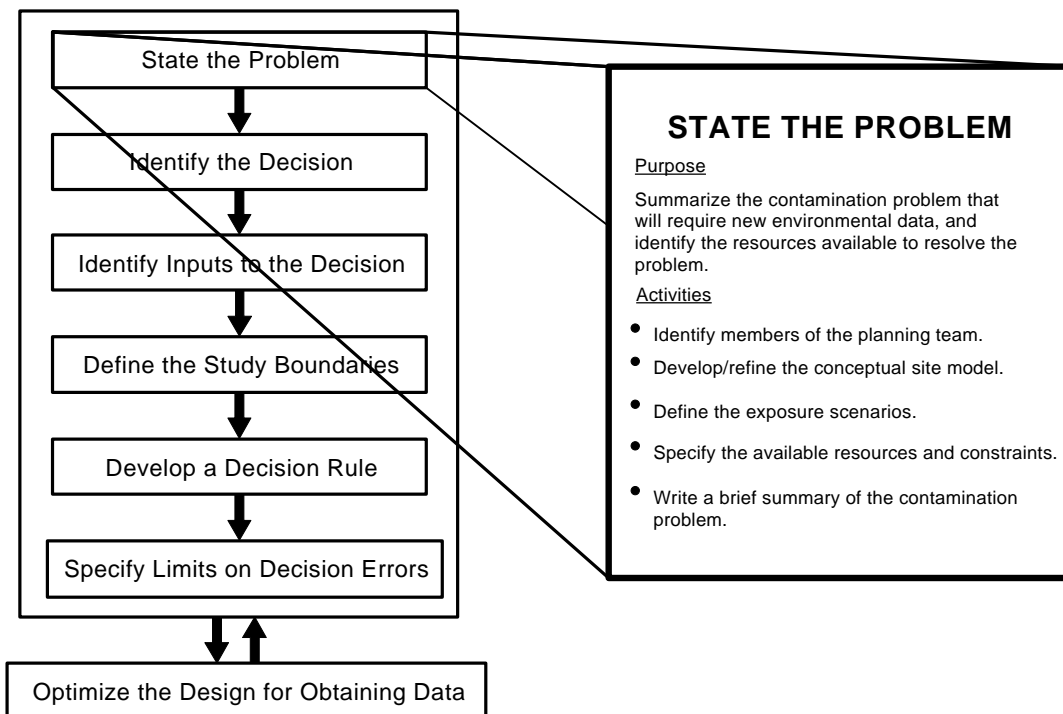 State the Problem
Identify the Decision
Identify Inputs to the Decision
Define the Study Boundaries
Develop a Decision Rule
Specify Limits on Decision Errors
Optimize the Design for Obtaining Data
STATE THE PROBLEM
Purpose
Summarize the contamination problem that
will require new environmental data, and
identify the resources available to resolve the
problem.
Activities
• Identify members of the planning team.
• Develop/refine the conceptual site model.
• Define the exposure scenarios.
• Specify the available resources and constraints.
• Write a brief summary of the contamination
problem.